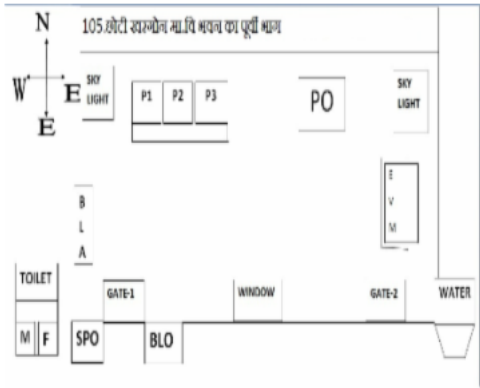 N
105.छोटी खरगोन मा.वि भवन का पूर्वी भाग
W E
E
SKY
LIGHT
P1 P2 P3
PO
SKY
LIGHT
B
L
A
E
V
M
TOILET
GATE-1
WINDOW
GATE-2
WATER
M F
SPO
BLO